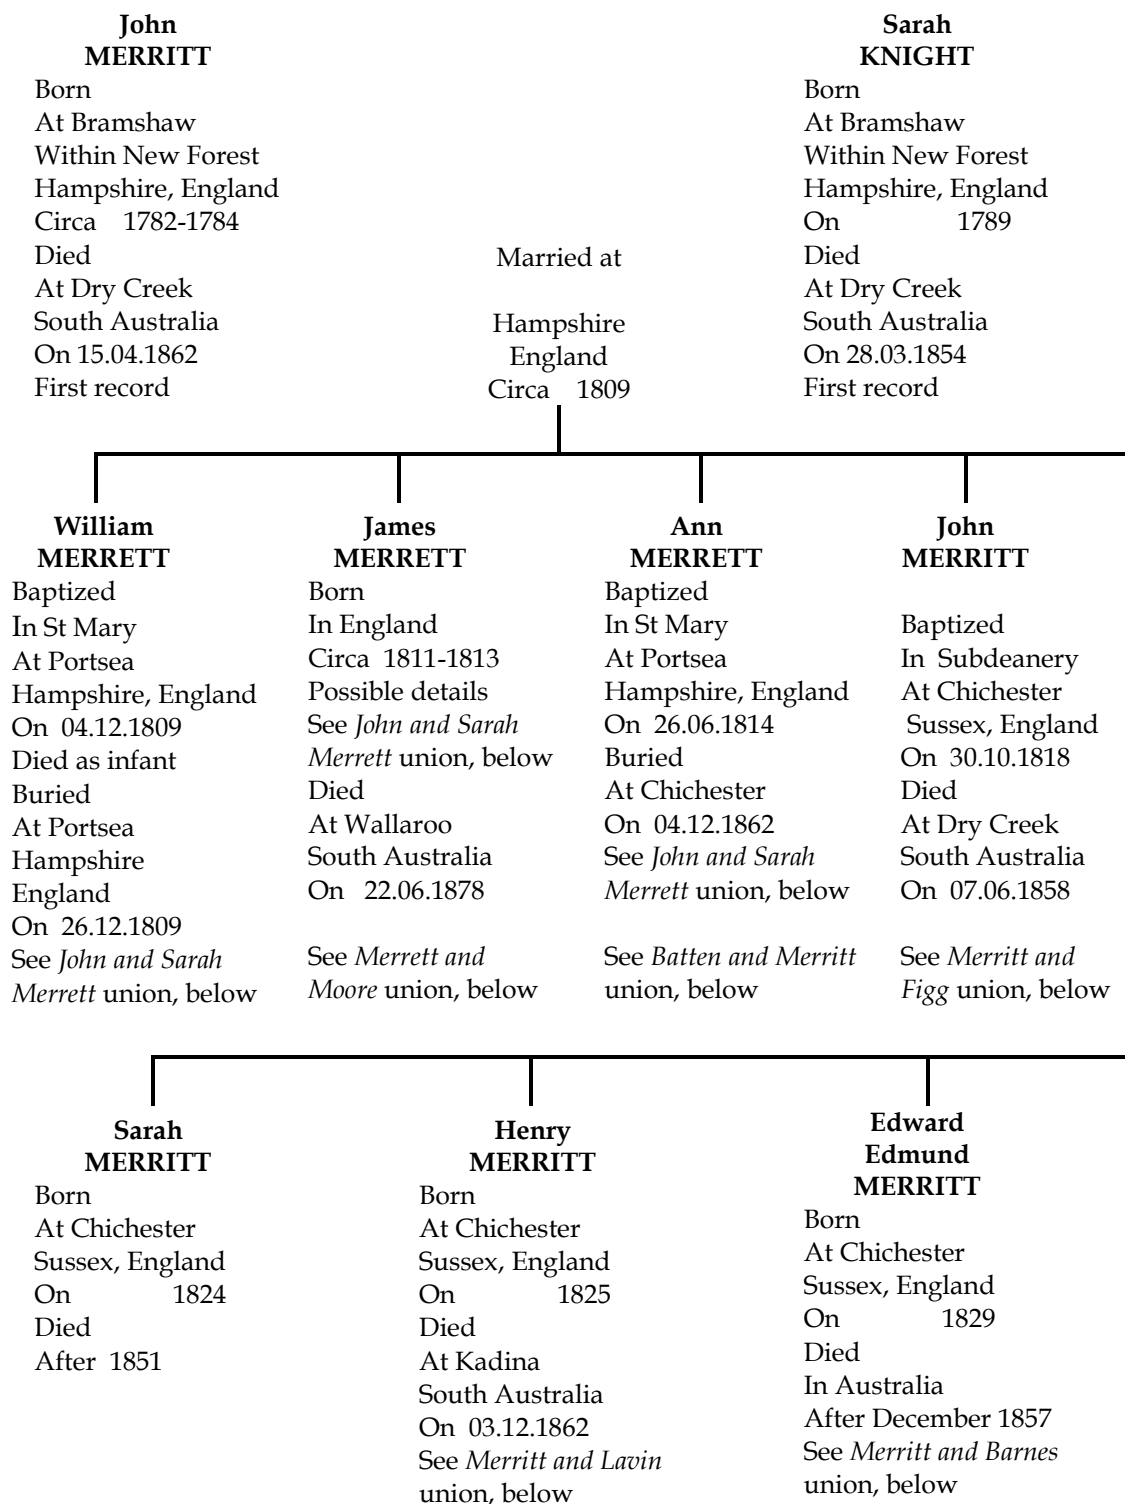 John
MERRITT
Born
At Bramshaw
Within New Forest
Hampshire, England
Circa 1782-1784
Died
At Dry Creek
South Australia
On 15.04.1862
First record
Married at
Hampshire
England
Circa 1809
Sarah
KNIGHT
Born
At Bramshaw
Within New Forest
Hampshire, England
On 1789
Died
At Dry Creek
South Australia
On 28.03.1854
First record
William
MERRETT
Baptized
In St Mary
At Portsea
Hampshire, England
On 04.12.1809
Died as infant
Buried
At Portsea
Hampshire
England
On 26.12.1809
See John and Sarah
Merrett union, below
James
MERRETT
Born
In England
Circa 1811-1813
Possible details
See John and Sarah
Merrett union, below
Died
At Wallaroo
South Australia
On 22.06.1878
See Merrett and
Moore union, below
Ann
MERRETT
Baptized
In St Mary
At Portsea
Hampshire, England
On 26.06.1814
Buried
At Chichester
On 04.12.1862
See John and Sarah
Merrett union, below
See Batten and Merritt
union, below
John
MERRITT
Baptized
In Subdeanery
At Chichester
Sussex, England
On 30.10.1818
Died
At Dry Creek
South Australia
On 07.06.1858
See Merritt and
Figg union, below
Sarah
MERRITT
Born
At Chichester
Sussex, England
On 1824
Died
After 1851
Henry
MERRITT
Born
At Chichester
Sussex, England
On 1825
Died
At Kadina
South Australia
On 03.12.1862
See Merritt and Lavin
union, below
Edward
Edmund
MERRITT
Born
At Chichester
Sussex, England
On 1829
Died
In Australia
After December 1857
See Merritt and Barnes
union, below